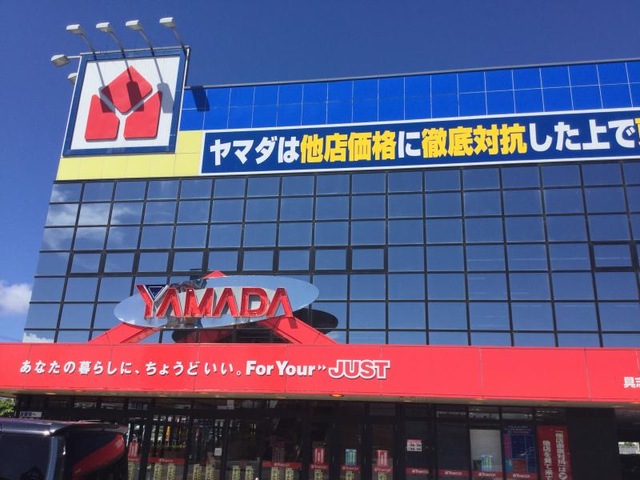 ヤマダは他店価格に徹底対抗した上で
YAMADA
あなたの暮らしに、ちょうどいい。For Your"JUST